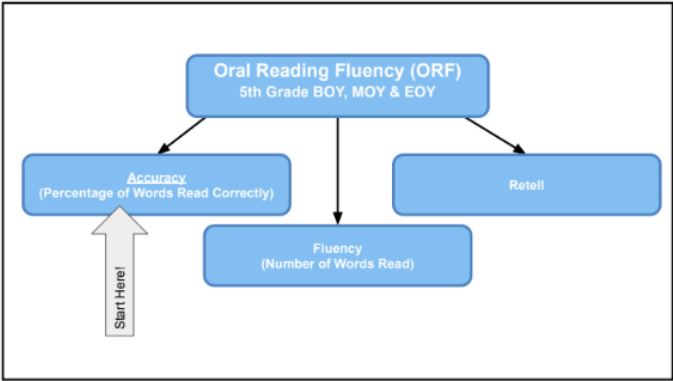 Oral Reading Fluency (ORF)
5th Grade BOY, MOY & EOY
Accuracy
(Percentage of Words Read Correctly)
Retell
Fluency
(Number of Words Read)
Start Here!